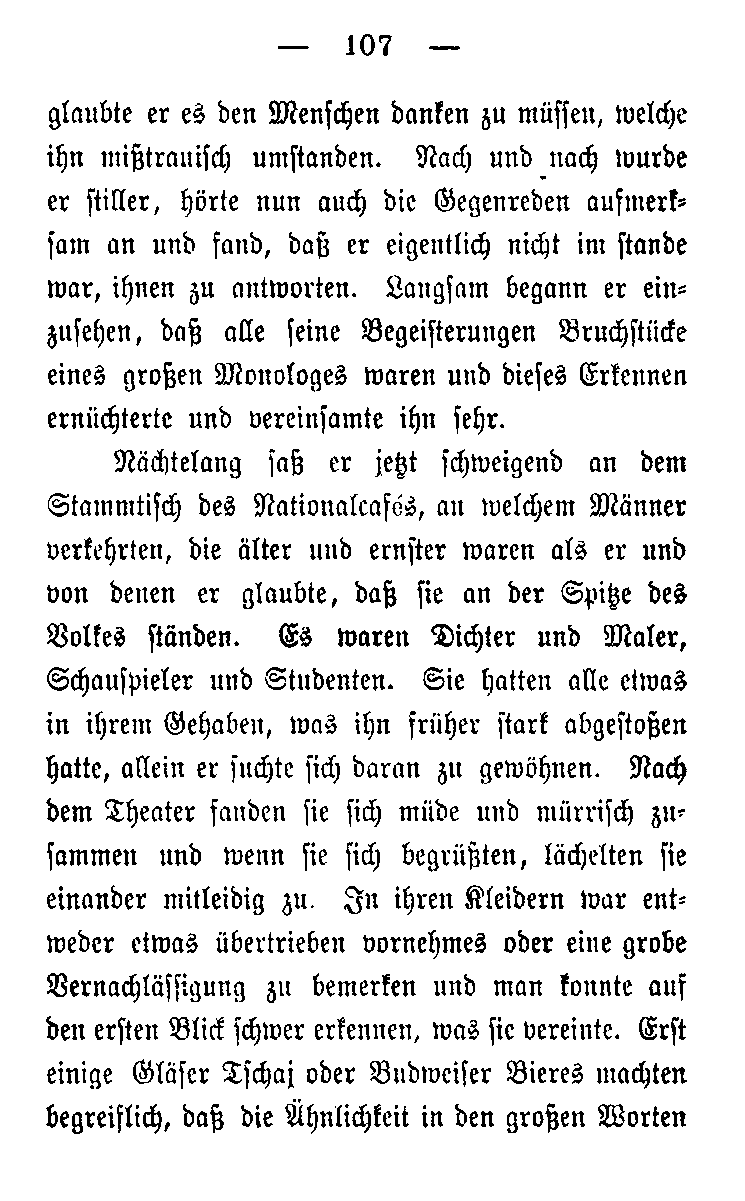 — 107 —
glaubte er es den Menschen danken zu müssen, welche
ihn mißtrauisch umstanden. Nach und nach wurde
er stiller, hörte nun auch die Gegenreden aufmerk-
sam an und fand, daß er eigentlich nicht im stande
war, ihnen zu antworten. Langsam begann er ein-
zusehen, daß alle seine Begeisterungen Bruchstücke
eines großen Monologes waren und dieses Erkennen
ernüchterte und vereinsamte ihn sehr.
Nächtelang saß er jetzt schweigend an dem
Stammtisch des Nationalcafés, an welchem Männer
verkehrten, die älter und ernster waren als er und
von denen er glaubte, daß sie an der Spitze des
Volkes ständen. Es waren Dichter und Maler,
Schauspieler und Studenten. Sie hatten alle etwas
in ihrem Gehaben, was ihn früher stark abgestoßen
hatte, allein er suchte sich daran zu gewöhnen. Nach
dem Theater fanden sie sich müde und mürrisch zu-
sammen und wenn sie sich begrüßten, lächelten sie
einander mitleidig zu. In ihren Kleidern war ent-
weder etwas übertrieben vornehmes oder eine grobe
Vernachlässigung zu bemerken und man konnte auf
den ersten Blick schwer erkennen, was sie vereinte. Erst
einige Gläser Tschaj oder Budweiser Bieres machten
begreiflich, daß die Ähnlichkeit in den großen Worten